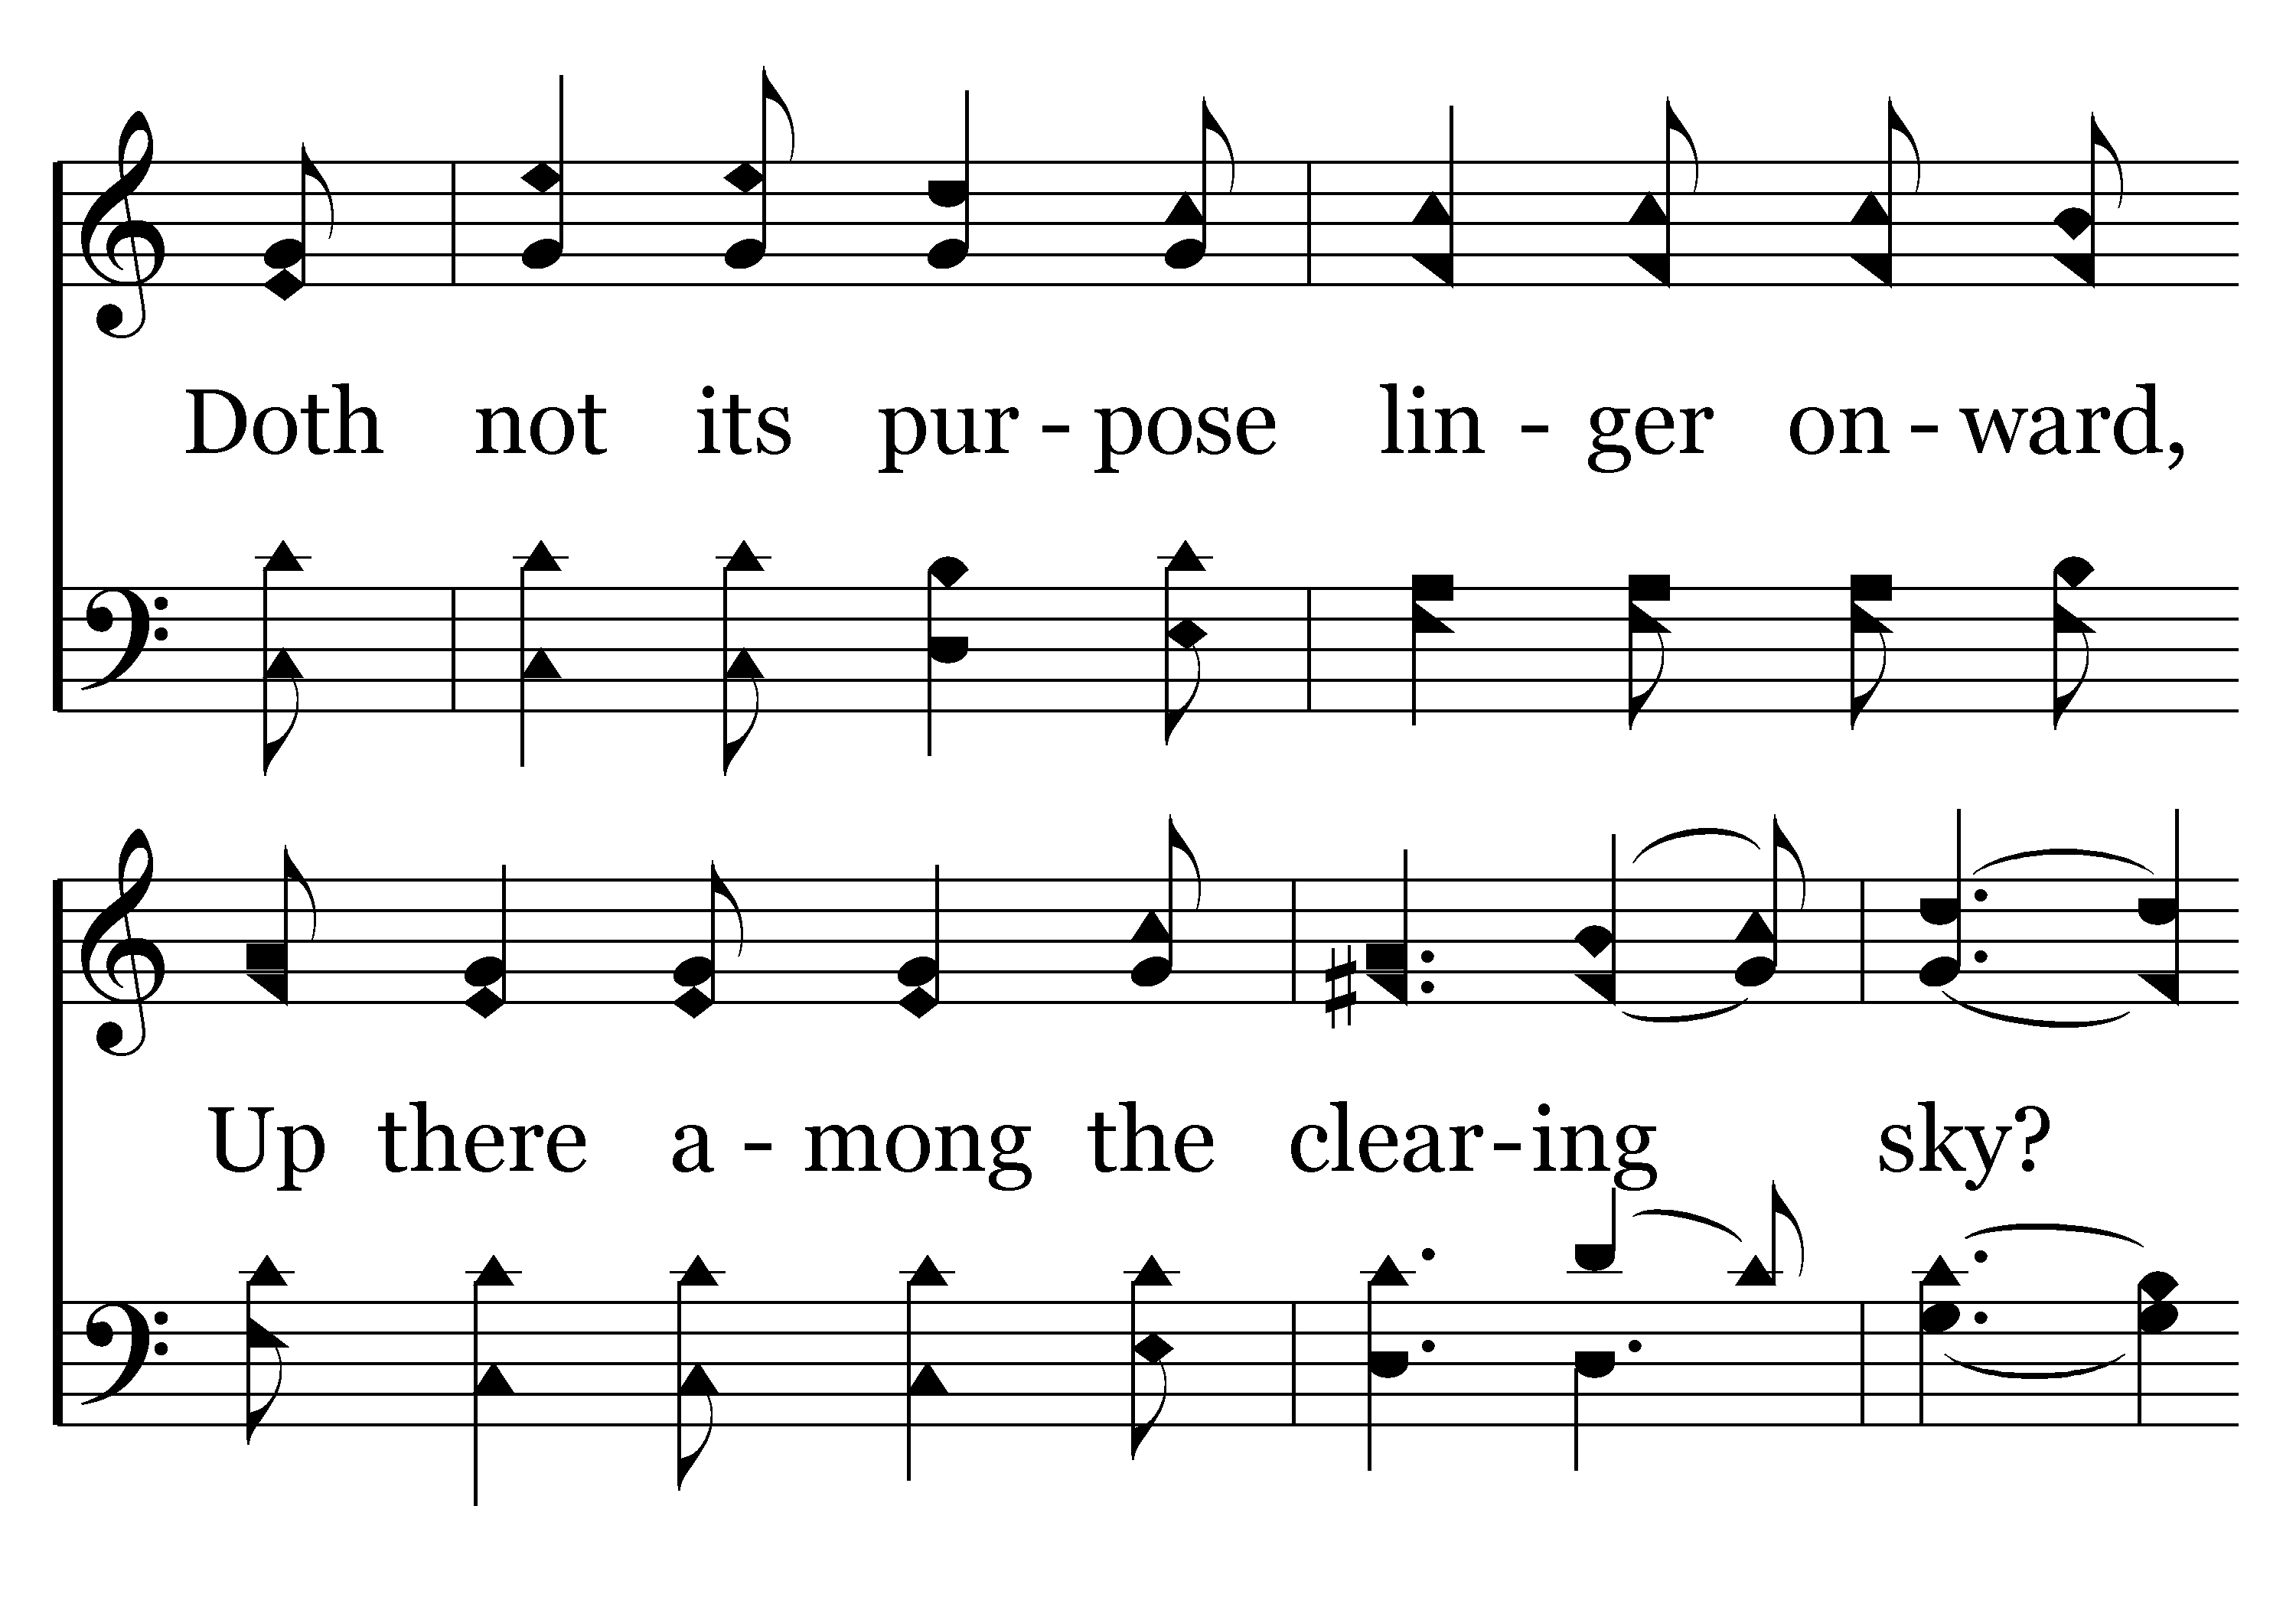 Doth not its pur-pose lin-ger on-ward,
Up there a-mong the clear-ing sky?